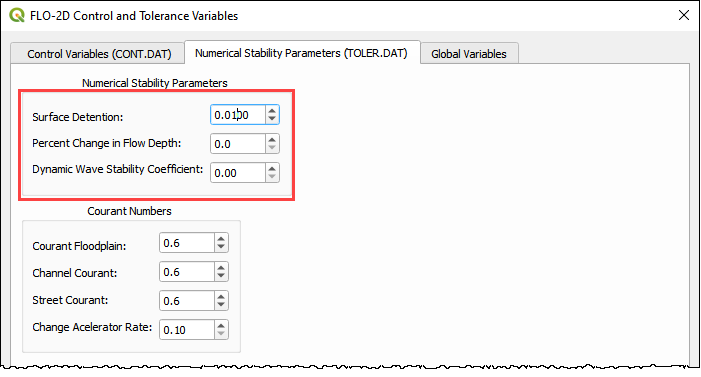 FLO-2D Control and Tolerance Variables
Control Variables (CONT.DAT) Numerical Stability Parameters (TOLER.DAT) Global Variables
Numerical Stability Parameters
Surface Detention: 0.0100
Percent Change in Flow Depth: 0.0
Dynamic Wave Stability Coefficient: 0.00
Courant Numbers
Courant Floodplain: 0.6
Channel Courant: 0.6
Street Courant: 0.6
Change Acelerator Rate: 0.10